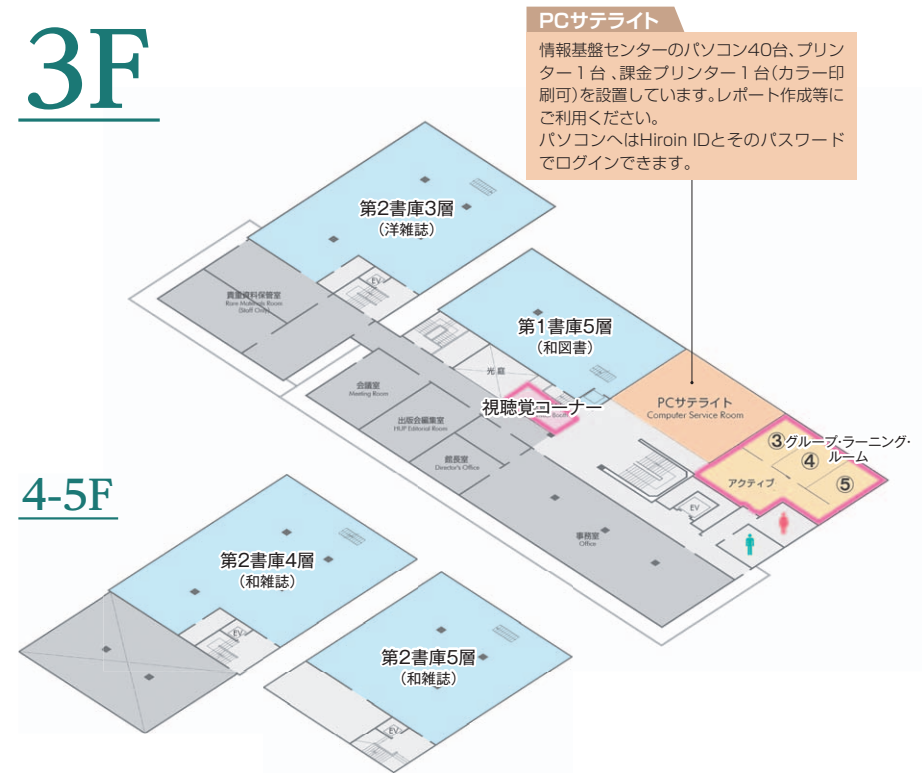 3F
PCサテライト
情報基盤センターのパソコン40台、プリン
ター1台、課金プリンター1台(カラー印
刷可)を設置しています。レポート作成等に
ご利用ください。
パソコンへはHiroin IDとそのパスワード
でログインできます。
第2書庫3層
(洋雑誌)
EV
貴重資料保管室
Rare Materials Room
(Staff Only)
第1書庫5層
(和図書)
光庭
会議室
Meeting Room
視聴覚コーナー
PCサテライト
Computer Service Room
出版会編集室
HUP Editorial Room
館長室
Director's Office
③グループ・ラーニング・
ルーム
④
アクティブ
⑤
EV
事務室
Office
4-5F
第2書庫4層
(和雑誌)
EV
第2書庫5層
(和雑誌)
EV